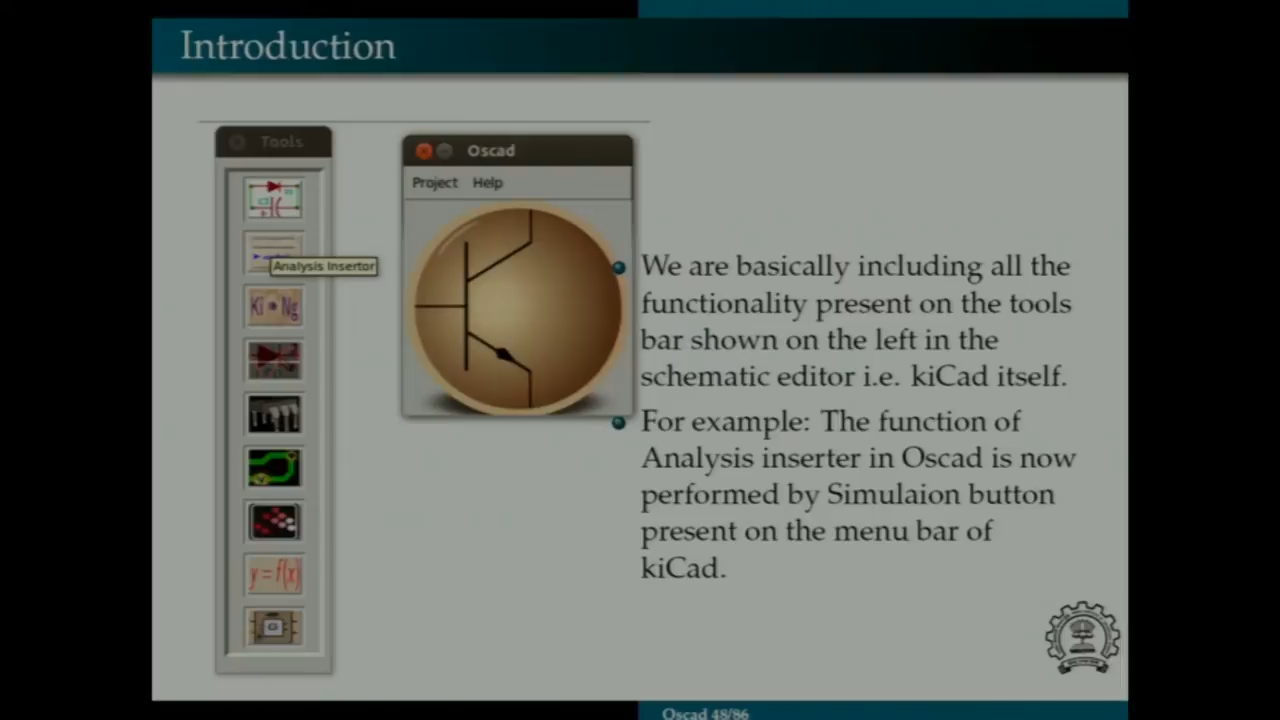 Introduction
Tools
Analysis Insertor
Ki Ng
y = f(x)
Oscad
Project Help
We are basically including all the
functionality present on the tools
bar shown on the left in the
schematic editor i.e. kiCad itself.
For example: The function of
Analysis inserter in Oscad is now
performed by Simulaion button
present on the menu bar of
kiCad.
Oscad 48/86